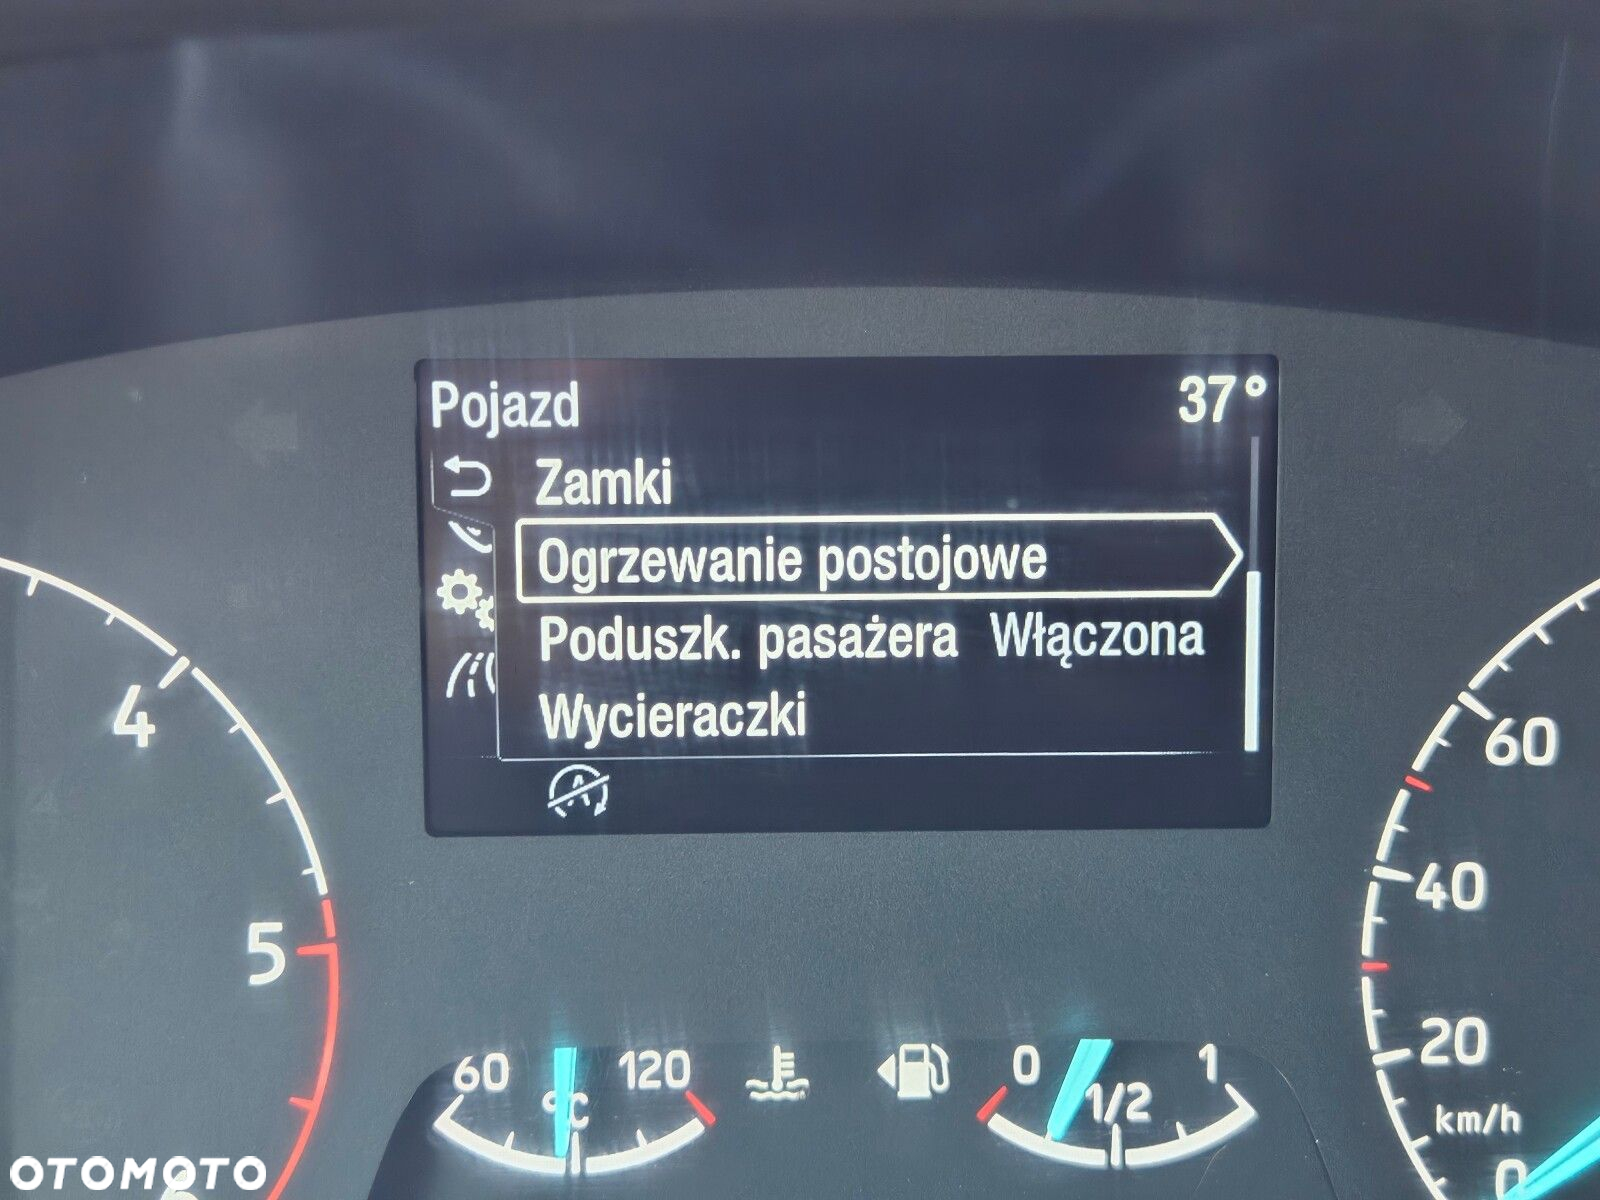 Pojazd 37°
Zamki
Ogrzewanie postojowe
Poduszk. pasażera Włączona
Wycieraczki
A
4
5
6
60
40
20
0
km/h
60 120
°C
0 1/2 1
OTOMOTO